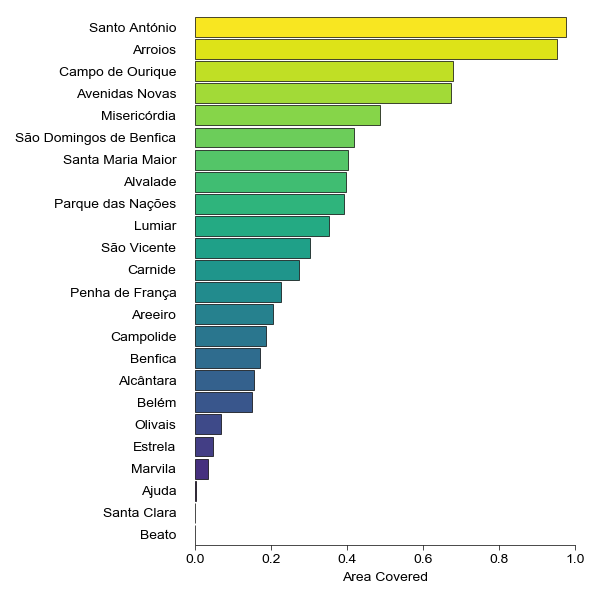 Santo António
Arroios
Campo de Ourique
Avenidas Novas
Misericórdia
São Domingos de Benfica
Santa Maria Maior
Alvalade
Parque das Nações
Lumiar
São Vicente
Carnide
Penha de França
Areeiro
Campolide
Benfica
Alcântara
Belém
Olivais
Estrela
Marvila
Ajuda
Santa Clara
Beato
0.0 0.2 0.4 0.6 0.8 1.0
Area Covered